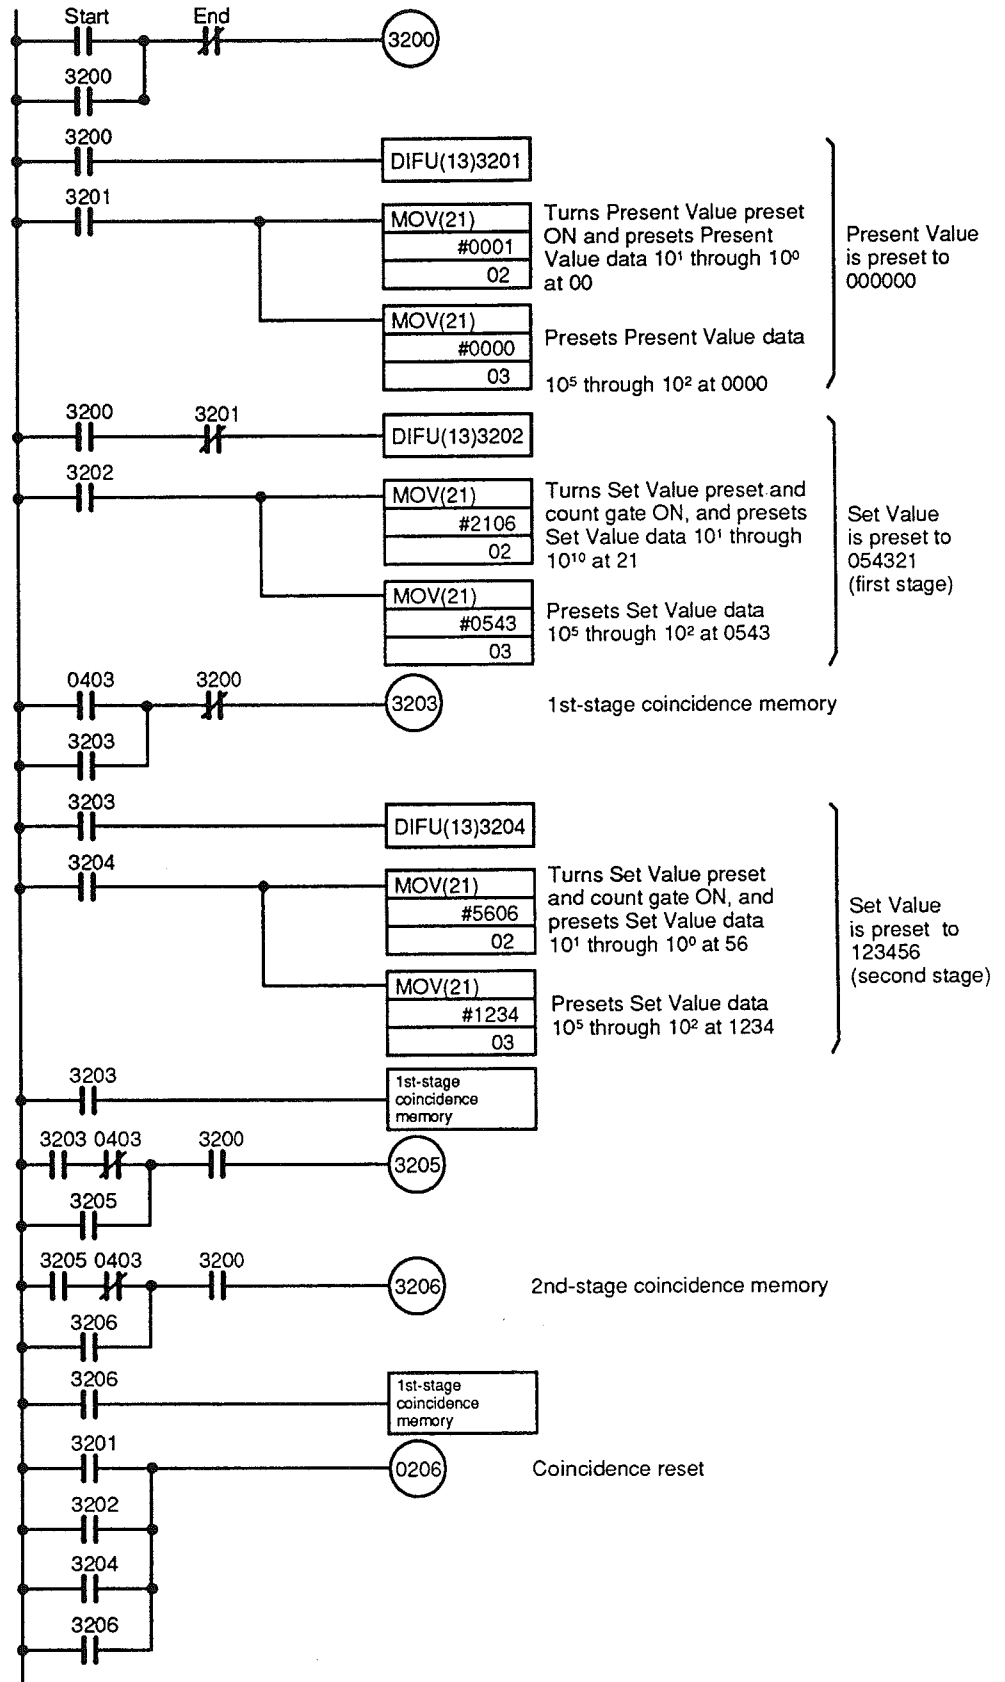 Start End
3200
3200
3200
DIFU(13)3201
3201
MOV(21)
#0001
02
Turns Present Value preset
ON and presets Present
Value data 10¹ through 10⁰
at 00
MOV(21)
#0000
03
Presets Present Value data
10⁵ through 10² at 0000
Present Value
is preset to
000000
3200 3201
DIFU(13)3202
3202
MOV(21)
#2106
02
Turns Set Value preset and
count gate ON, and presets
Set Value data 10¹ through
10¹⁰ at 21
MOV(21)
#0543
03
Presets Set Value data
10⁵ through 10² at 0543
Set Value
is preset to
054321
(first stage)
0403 3200
3203
1st-stage coincidence memory
3203
3203
DIFU(13)3204
3204
MOV(21)
#5606
02
Turns Set Value preset
and count gate ON, and
presets Set Value data
10¹ through 10⁰ at 56
MOV(21)
#1234
03
Presets Set Value data
10⁵ through 10² at 1234
Set Value
is preset to
123456
(second stage)
3203
1st-stage
coincidence
memory
3203 0403 3200
3205
3205
3205 0403 3200
3206
2nd-stage coincidence memory
3206
3206
1st-stage
coincidence
memory
3201
0206
Coincidence reset
3202
3204
3206